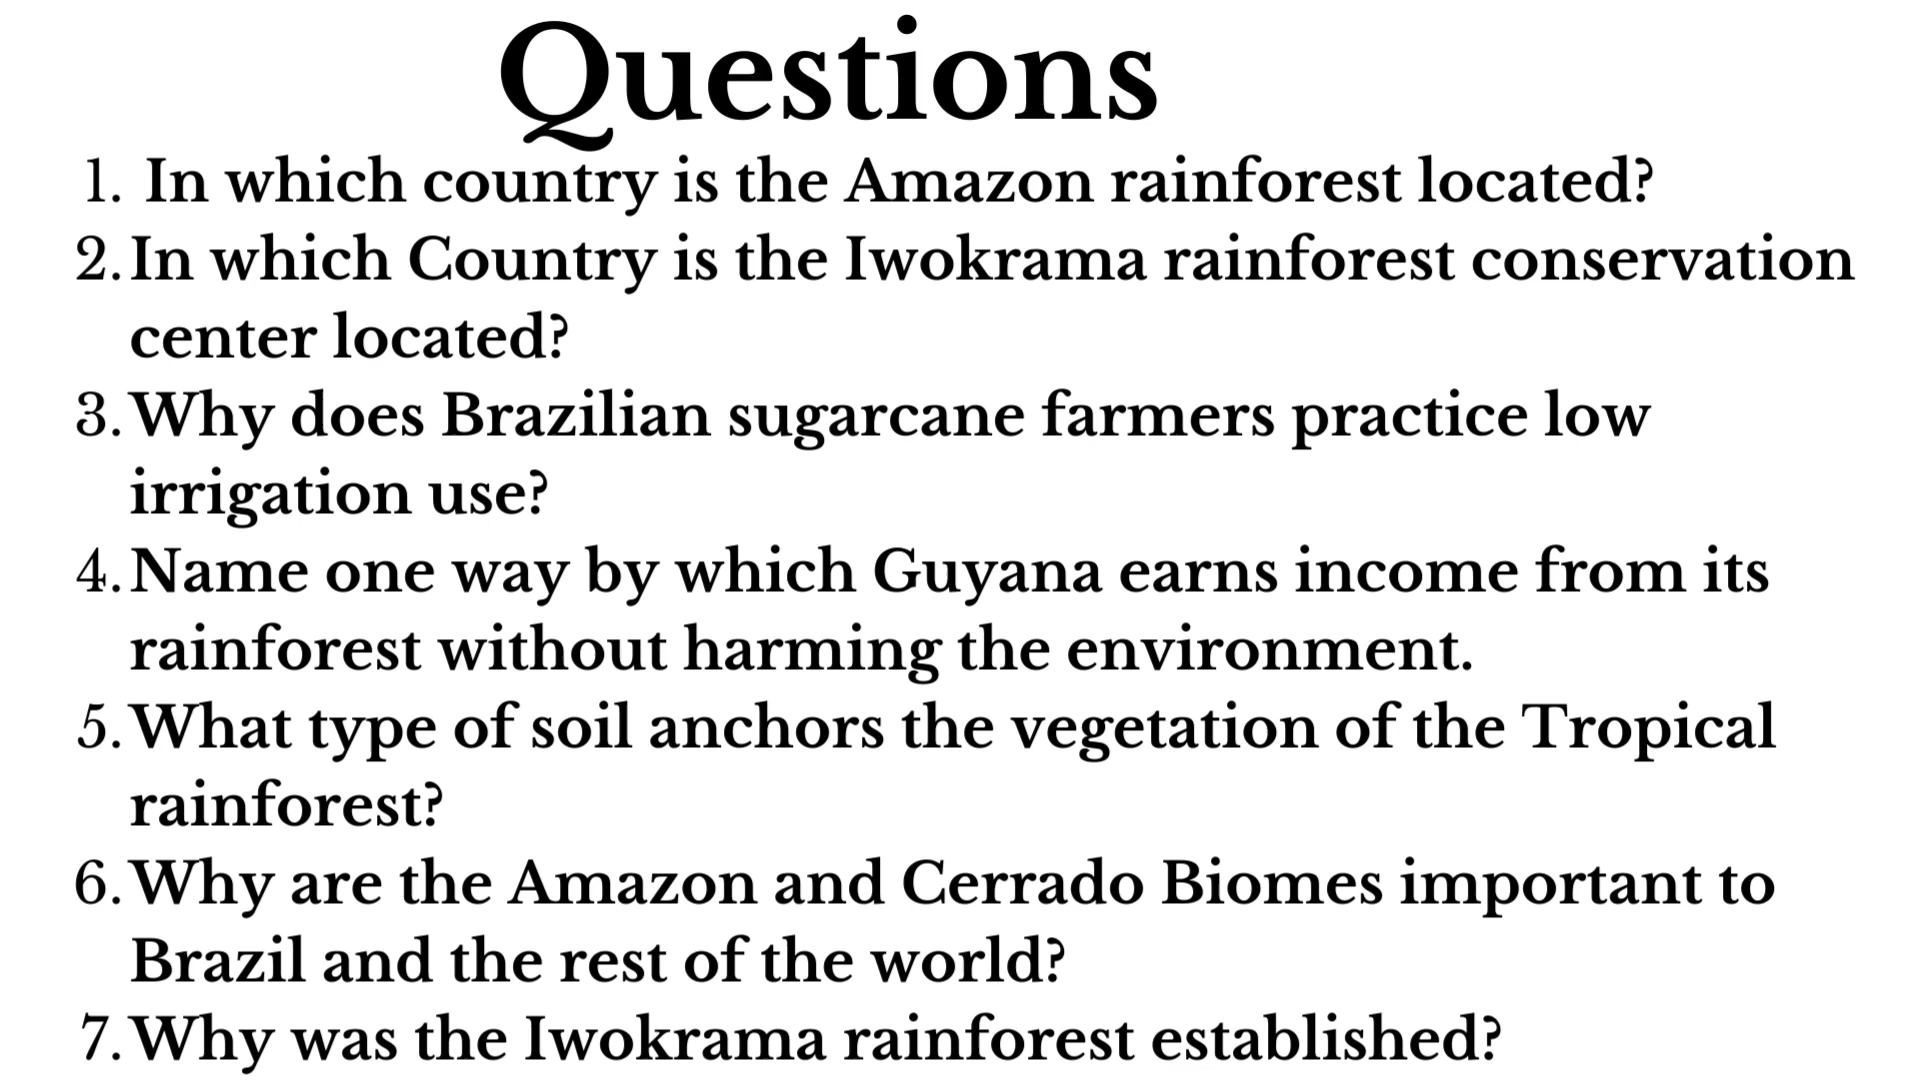 Questions
1. In which country is the Amazon rainforest located?
2. In which Country is the Iwokrama rainforest conservation
center located?
3. Why does Brazilian sugarcane farmers practice low
irrigation use?
4. Name one way by which Guyana earns income from its
rainforest without harming the environment.
5. What type of soil anchors the vegetation of the Tropical
rainforest?
6. Why are the Amazon and Cerrado Biomes important to
Brazil and the rest of the world?
7. Why was the Iwokrama rainforest established?